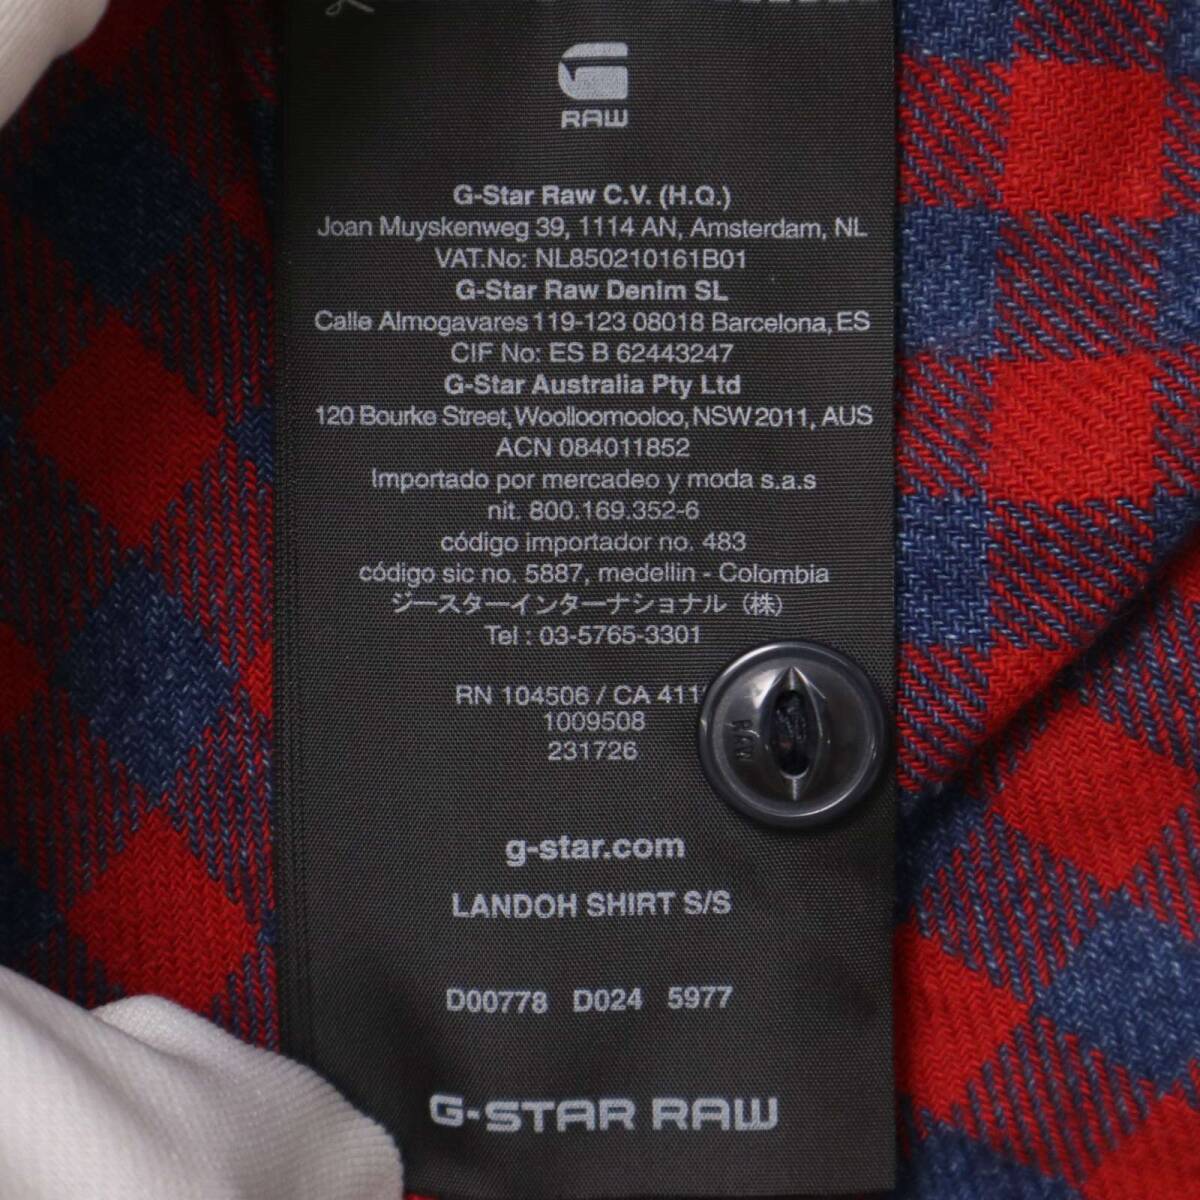 RAW
G-Star Raw C.V. (H.Q.)
Joan Muyskenweg 39, 1114 AN, Amsterdam, NL
VAT.No: NL850210161B01
G-Star Raw Denim SL
Calle Almogavares 119-123 08018 Barcelona, ES
CIF No: ES B 62443247
G-Star Australia Pty Ltd
120 Bourke Street, Woolloomooloo, NSW 2011, AUS
ACN 084011852
Importado por mercadeo y moda s.a.s
nit. 800.169.352-6
código importador no. 483
código sic no. 5887, medellin - Colombia
ジースターインターナショナル (株)
Tel : 03-5765-3301
RN 104506 / CA
1009508
231726
RAW
g-star.com
LANDOH SHIRT S/S
D00778 D024 5977
G-STAR RAW